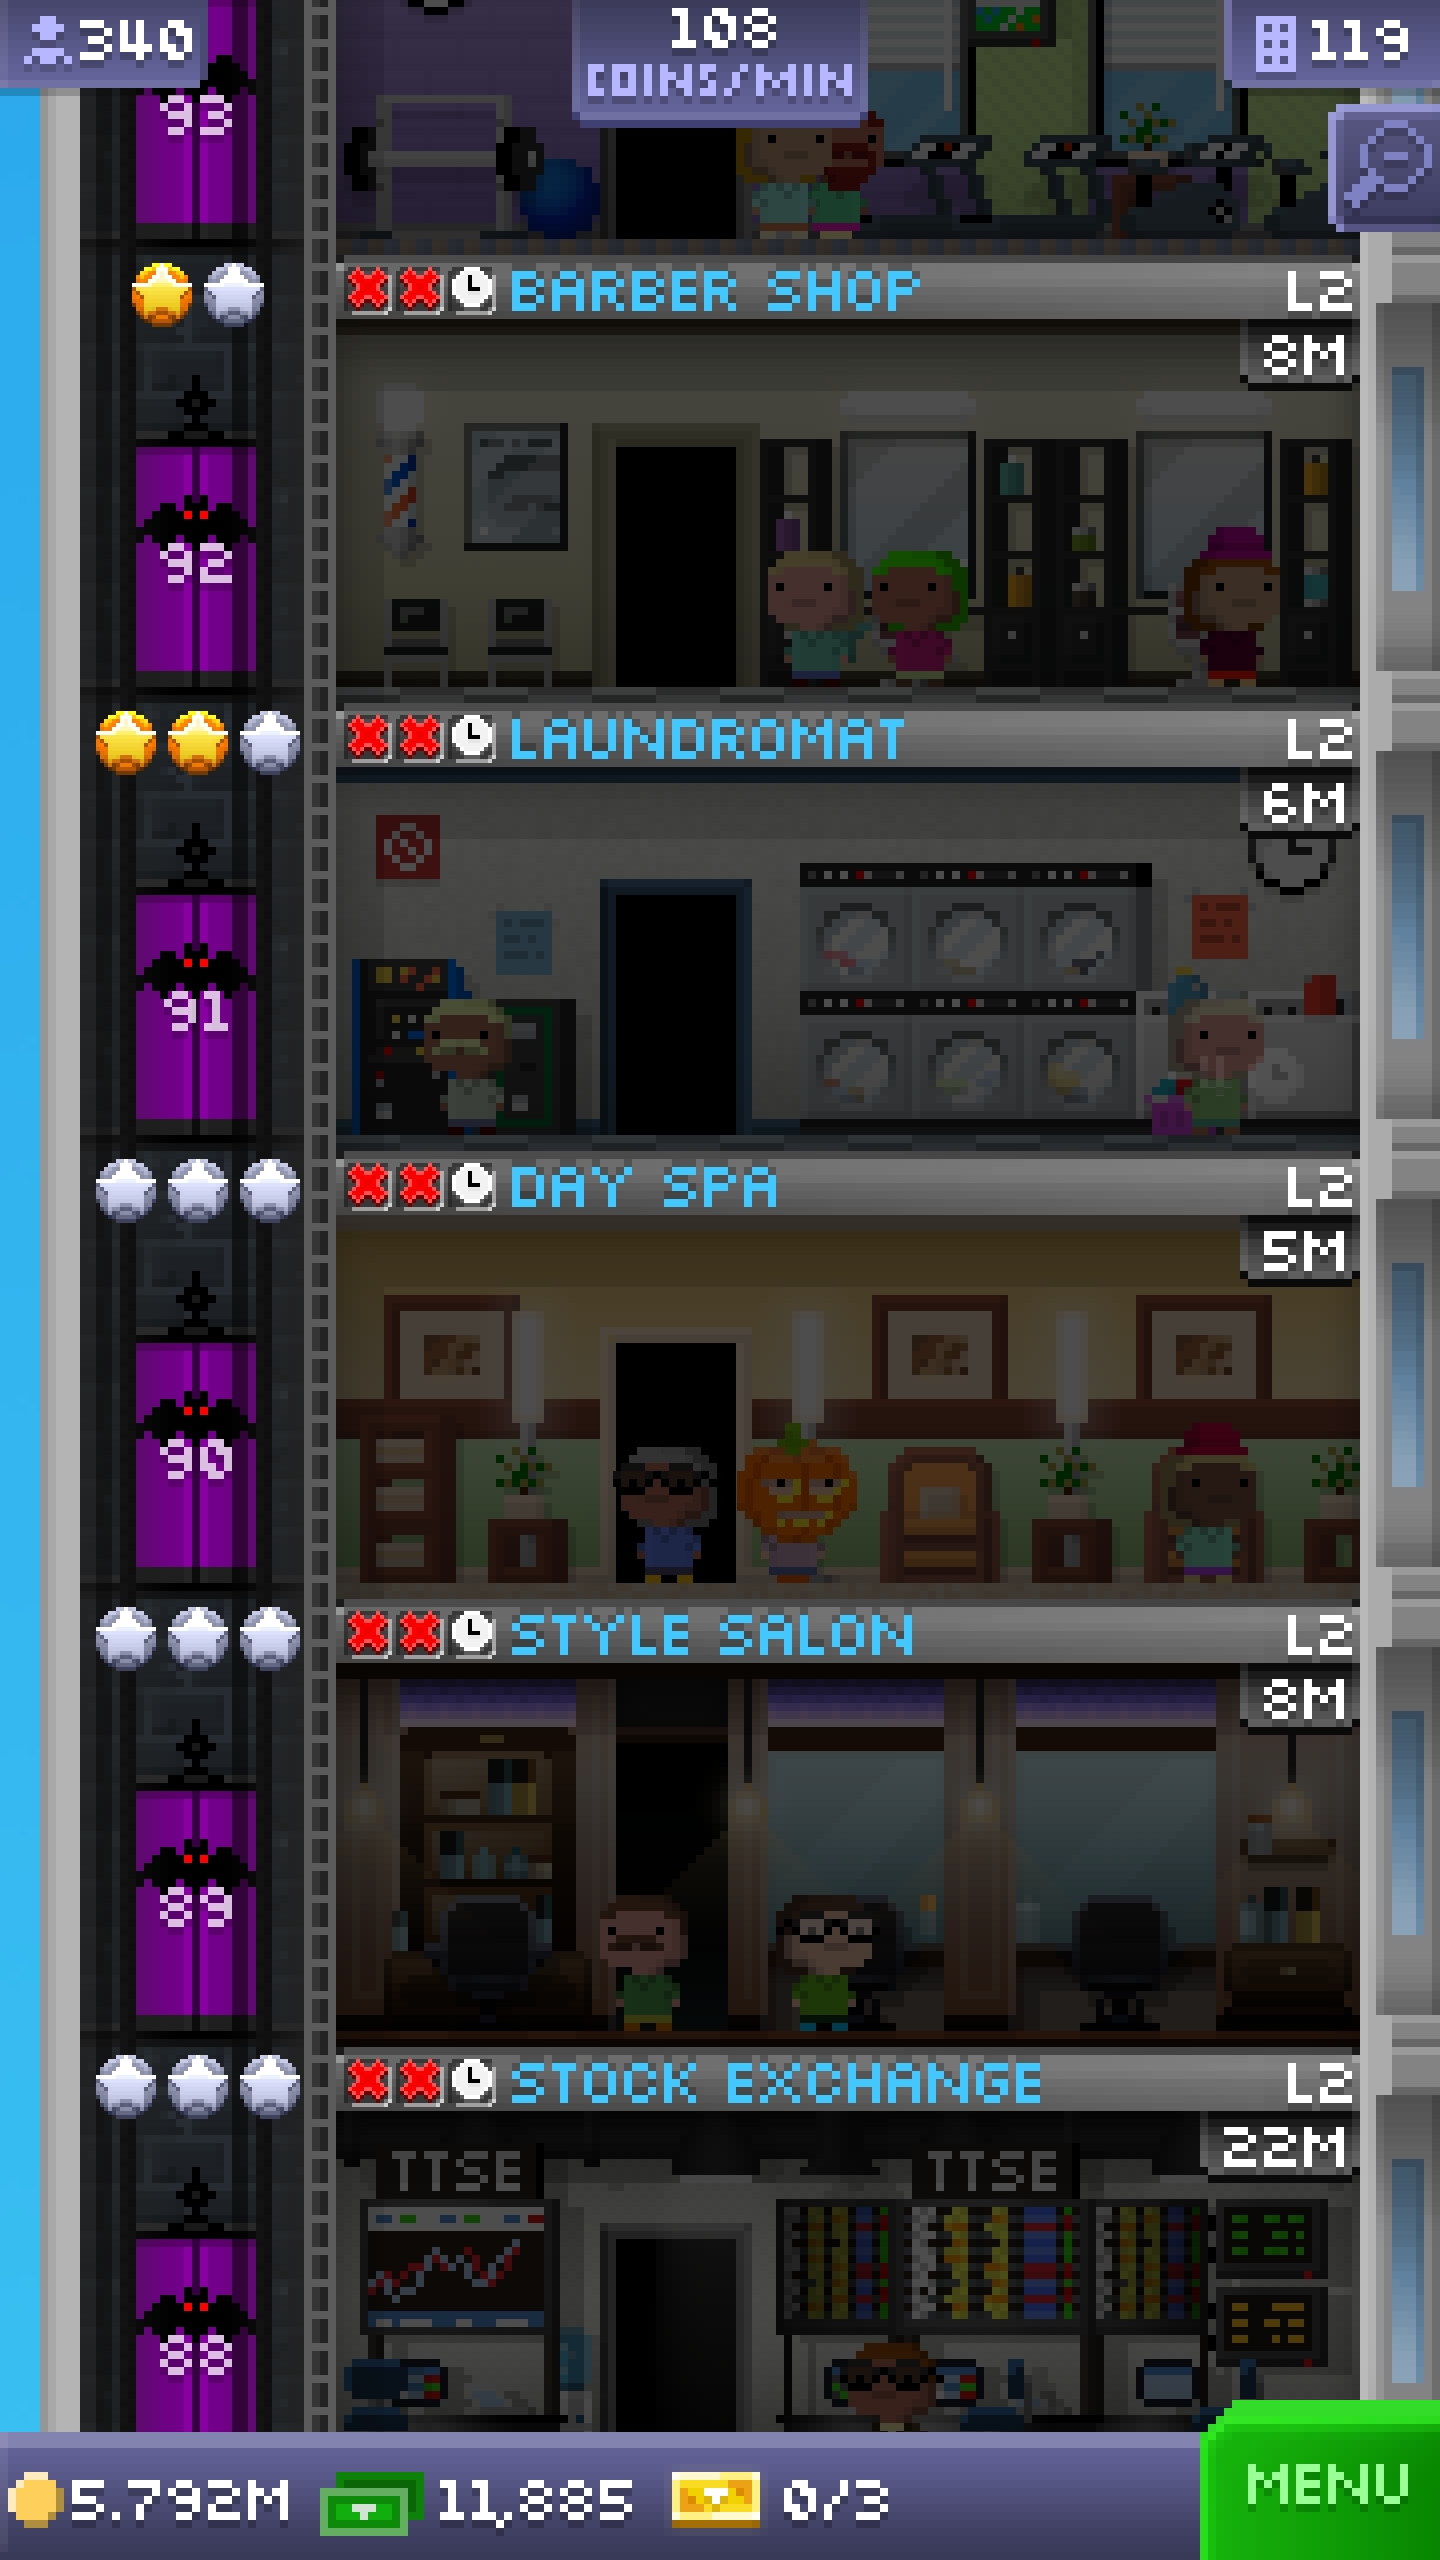 340
108
COINS/MIN
119
93
BARBER SHOP L2
8M
92
LAUNDROMAT L2
6M
91
DAY SPA L2
5M
90
STYLE SALON L2
8M
89
STOCK EXCHANGE L2
22M
TTSE TTSE
88
5.792M 11,885 0/3
MENU